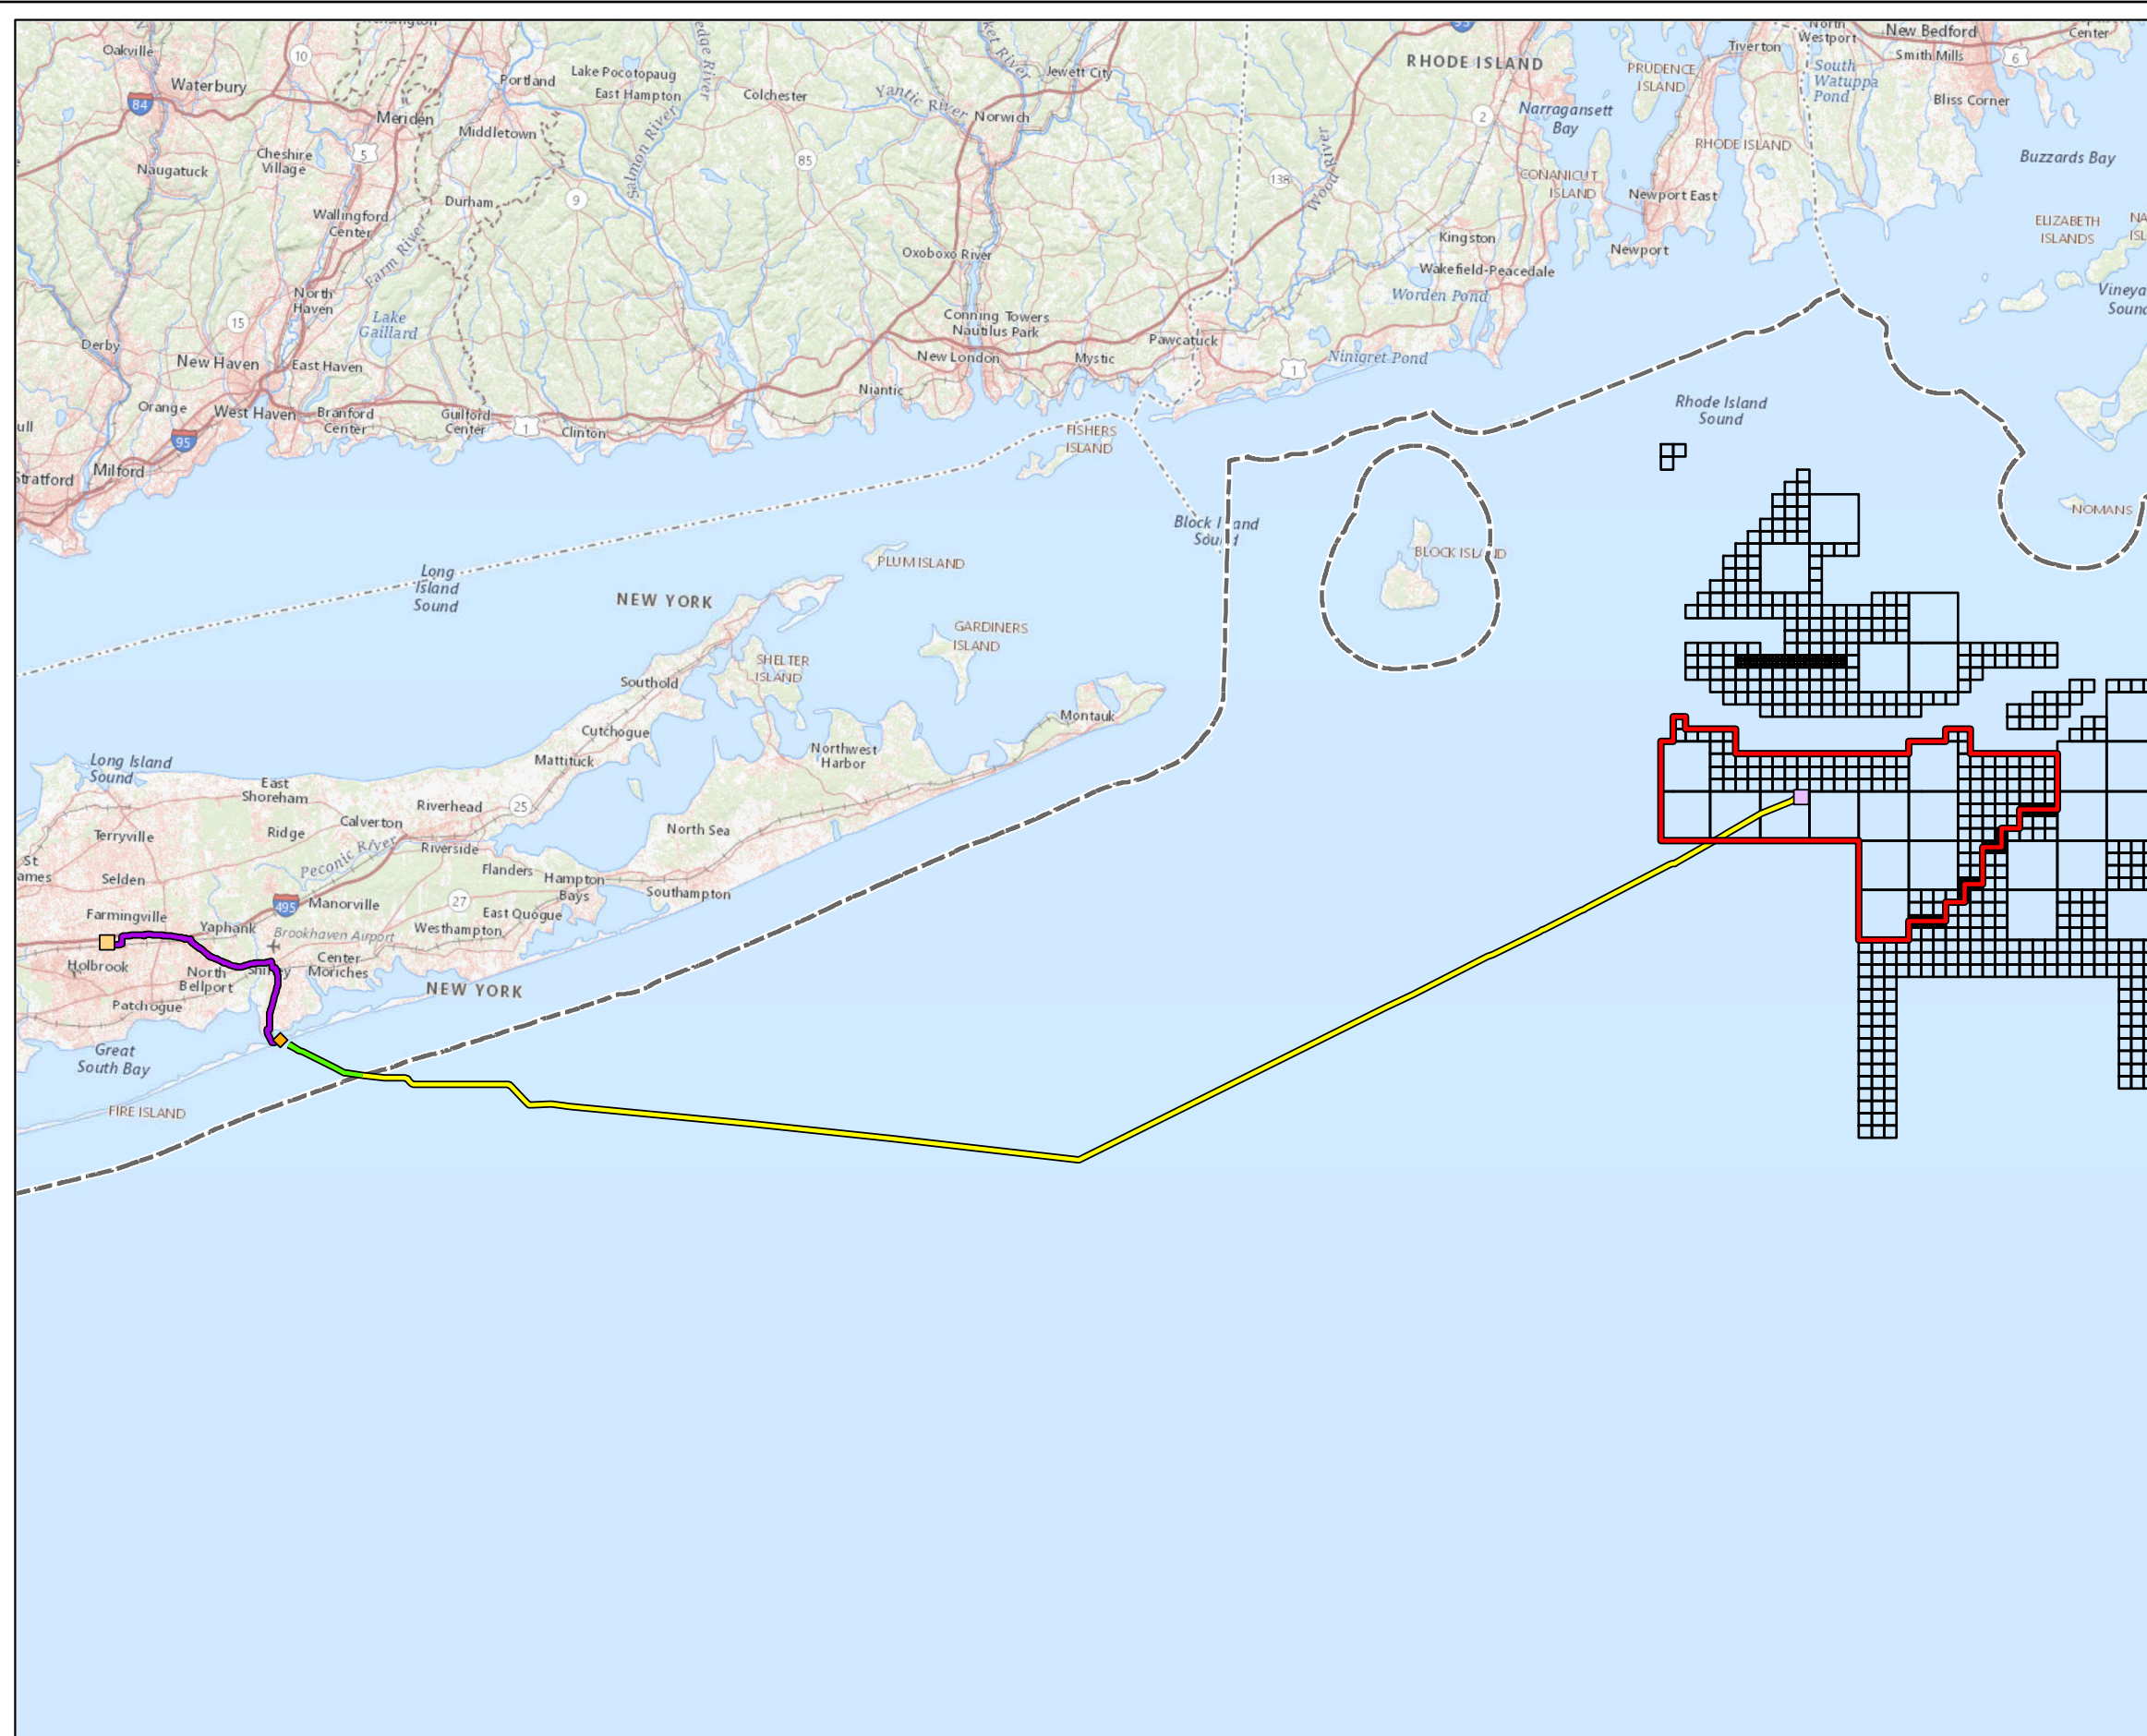 Oakville
10
Waterbury
84
Meriden
Cheshire
Village
5
Naugatuck
Wallingford
Center
Durham
Farm River
North
Haven
15
Lake
Gaillard
Derby
New Haven
East Haven
Orange
West Haven
Branford
Center
Guilford
Center
1
Clinton
95
Milford
Stratford
Portland
Lake Pocotopaug
East Hampton
Middletown
9
Salmon River
Colchester
85
Yantic River
Jewett City
Norwich
Oxoboxo River
Conning Towers
Nautilus Park
New London
Mystic
Niantic
Pawcatuck
FISHERS
ISLAND
RHODE ISLAND
2
138
Wood River
Kingston
Wakefield-Peacedale
Worden Pond
Ninigret Pond
1
Narragansett
Bay
PRUDENCE
ISLAND
CONANICUT
ISLAND
RHODE ISLAND
Newport East
Newport
Tiverton
North
Westport
South
Watuppa
Pond
New Bedford
Smith Mills
6
Center
Bliss Corner
Buzzards Bay
ELIZABETH
ISLANDS
Rhode Island
Sound
NOMANS
Block Island
Sound
BLOCK ISLAND
Long
Island
Sound
NEW YORK
PLUM ISLAND
GARDINERS
ISLAND
SHELTER
ISLAND
Southold
Cutchogue
Mattituck
Montauk
Northwest
Harbor
Long Island
Sound
East
Shoreham
Riverhead
25
Calverton
Terryville
Ridge
Peconic River
Riverside
North Sea
St
Selden
Flanders
Hampton
Bays
Southampton
495
Manorville
27
East Quogue
Farmingville
Yaphank
Brookhaven Airport
Westhampton
Holbrook
North
Bellport
Shirley
Center
Moriches
Patchogue
NEW YORK
Great
South Bay
FIRE ISLAND